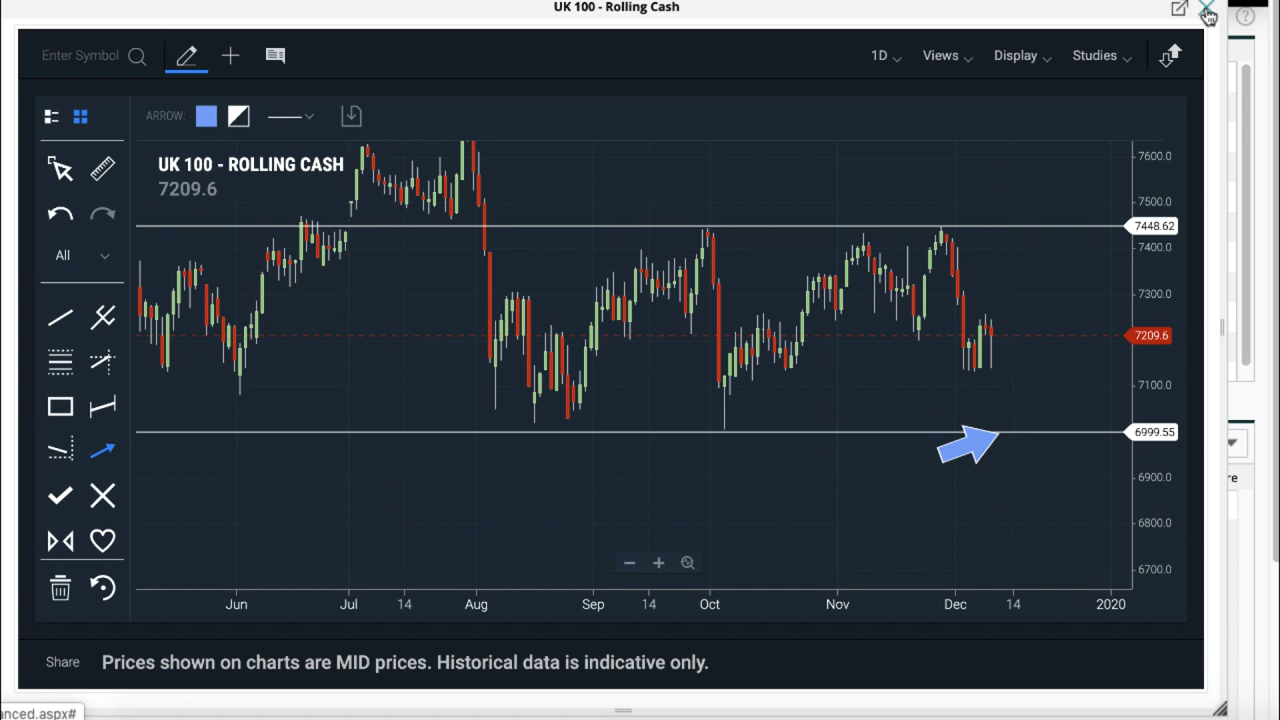 UK 100 - Rolling Cash
Enter Symbol
1D
Views
Display
Studies
ARROW:
UK 100 - ROLLING CASH
7209.6
All
7600.0
7500.0
7448.62
7400.0
7300.0
7209.6
7100.0
6999.55
6900.0
6800.0
6700.0
Jun
Jul
14
Aug
Sep
14
Oct
Nov
Dec
14
2020
Share
Prices shown on charts are MID prices. Historical data is indicative only.
anced.aspx#
re